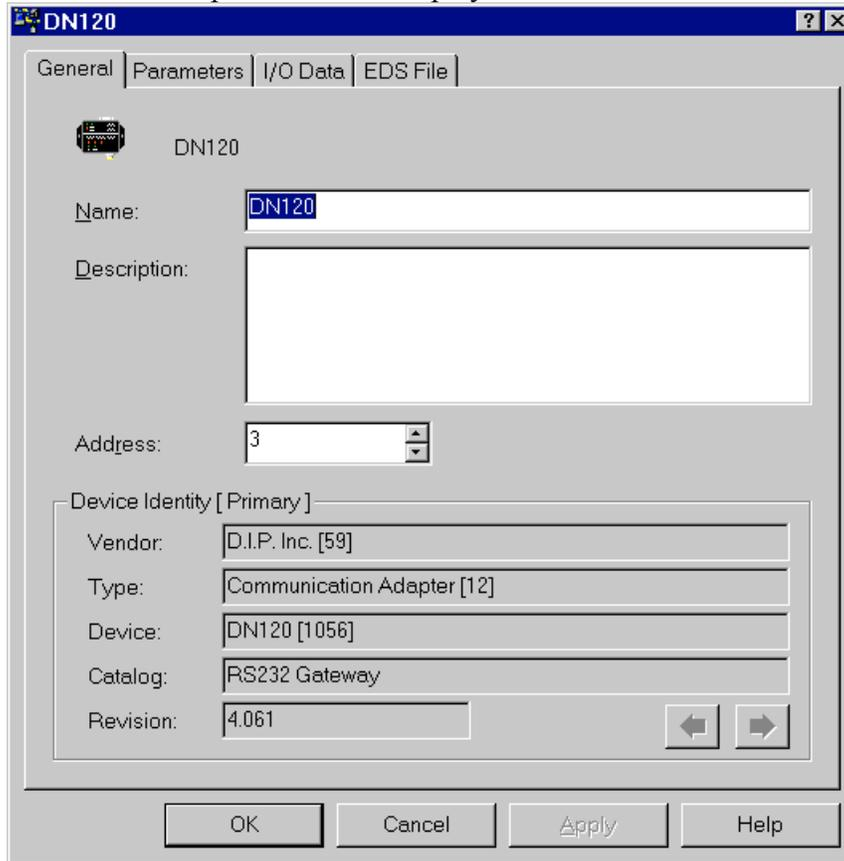 DN120
General Parameters I/O Data EDS File
DN120
Name: DN120
Description:
Address: 3
Device Identity [ Primary ]
Vendor: D.I.P. Inc. [59]
Type: Communication Adapter [12]
Device: DN120 [1056]
Catalog: RS232 Gateway
Revision: 4.061
OK Cancel Apply Help